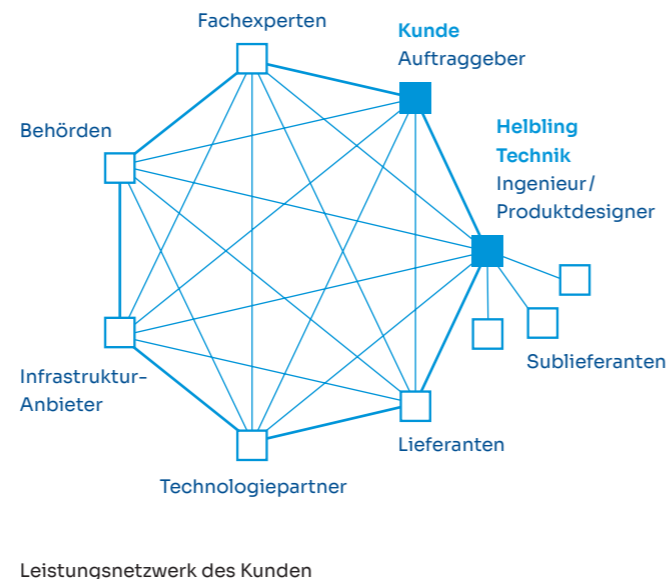 Fachexperten
Kunde
Auftraggeber
Behörden
Helbling
Technik
Ingenieur/
Produktdesigner
Sublieferanten
Infrastruktur-
Anbieter
Lieferanten
Technologiepartner
Leistungsnetzwerk des Kunden